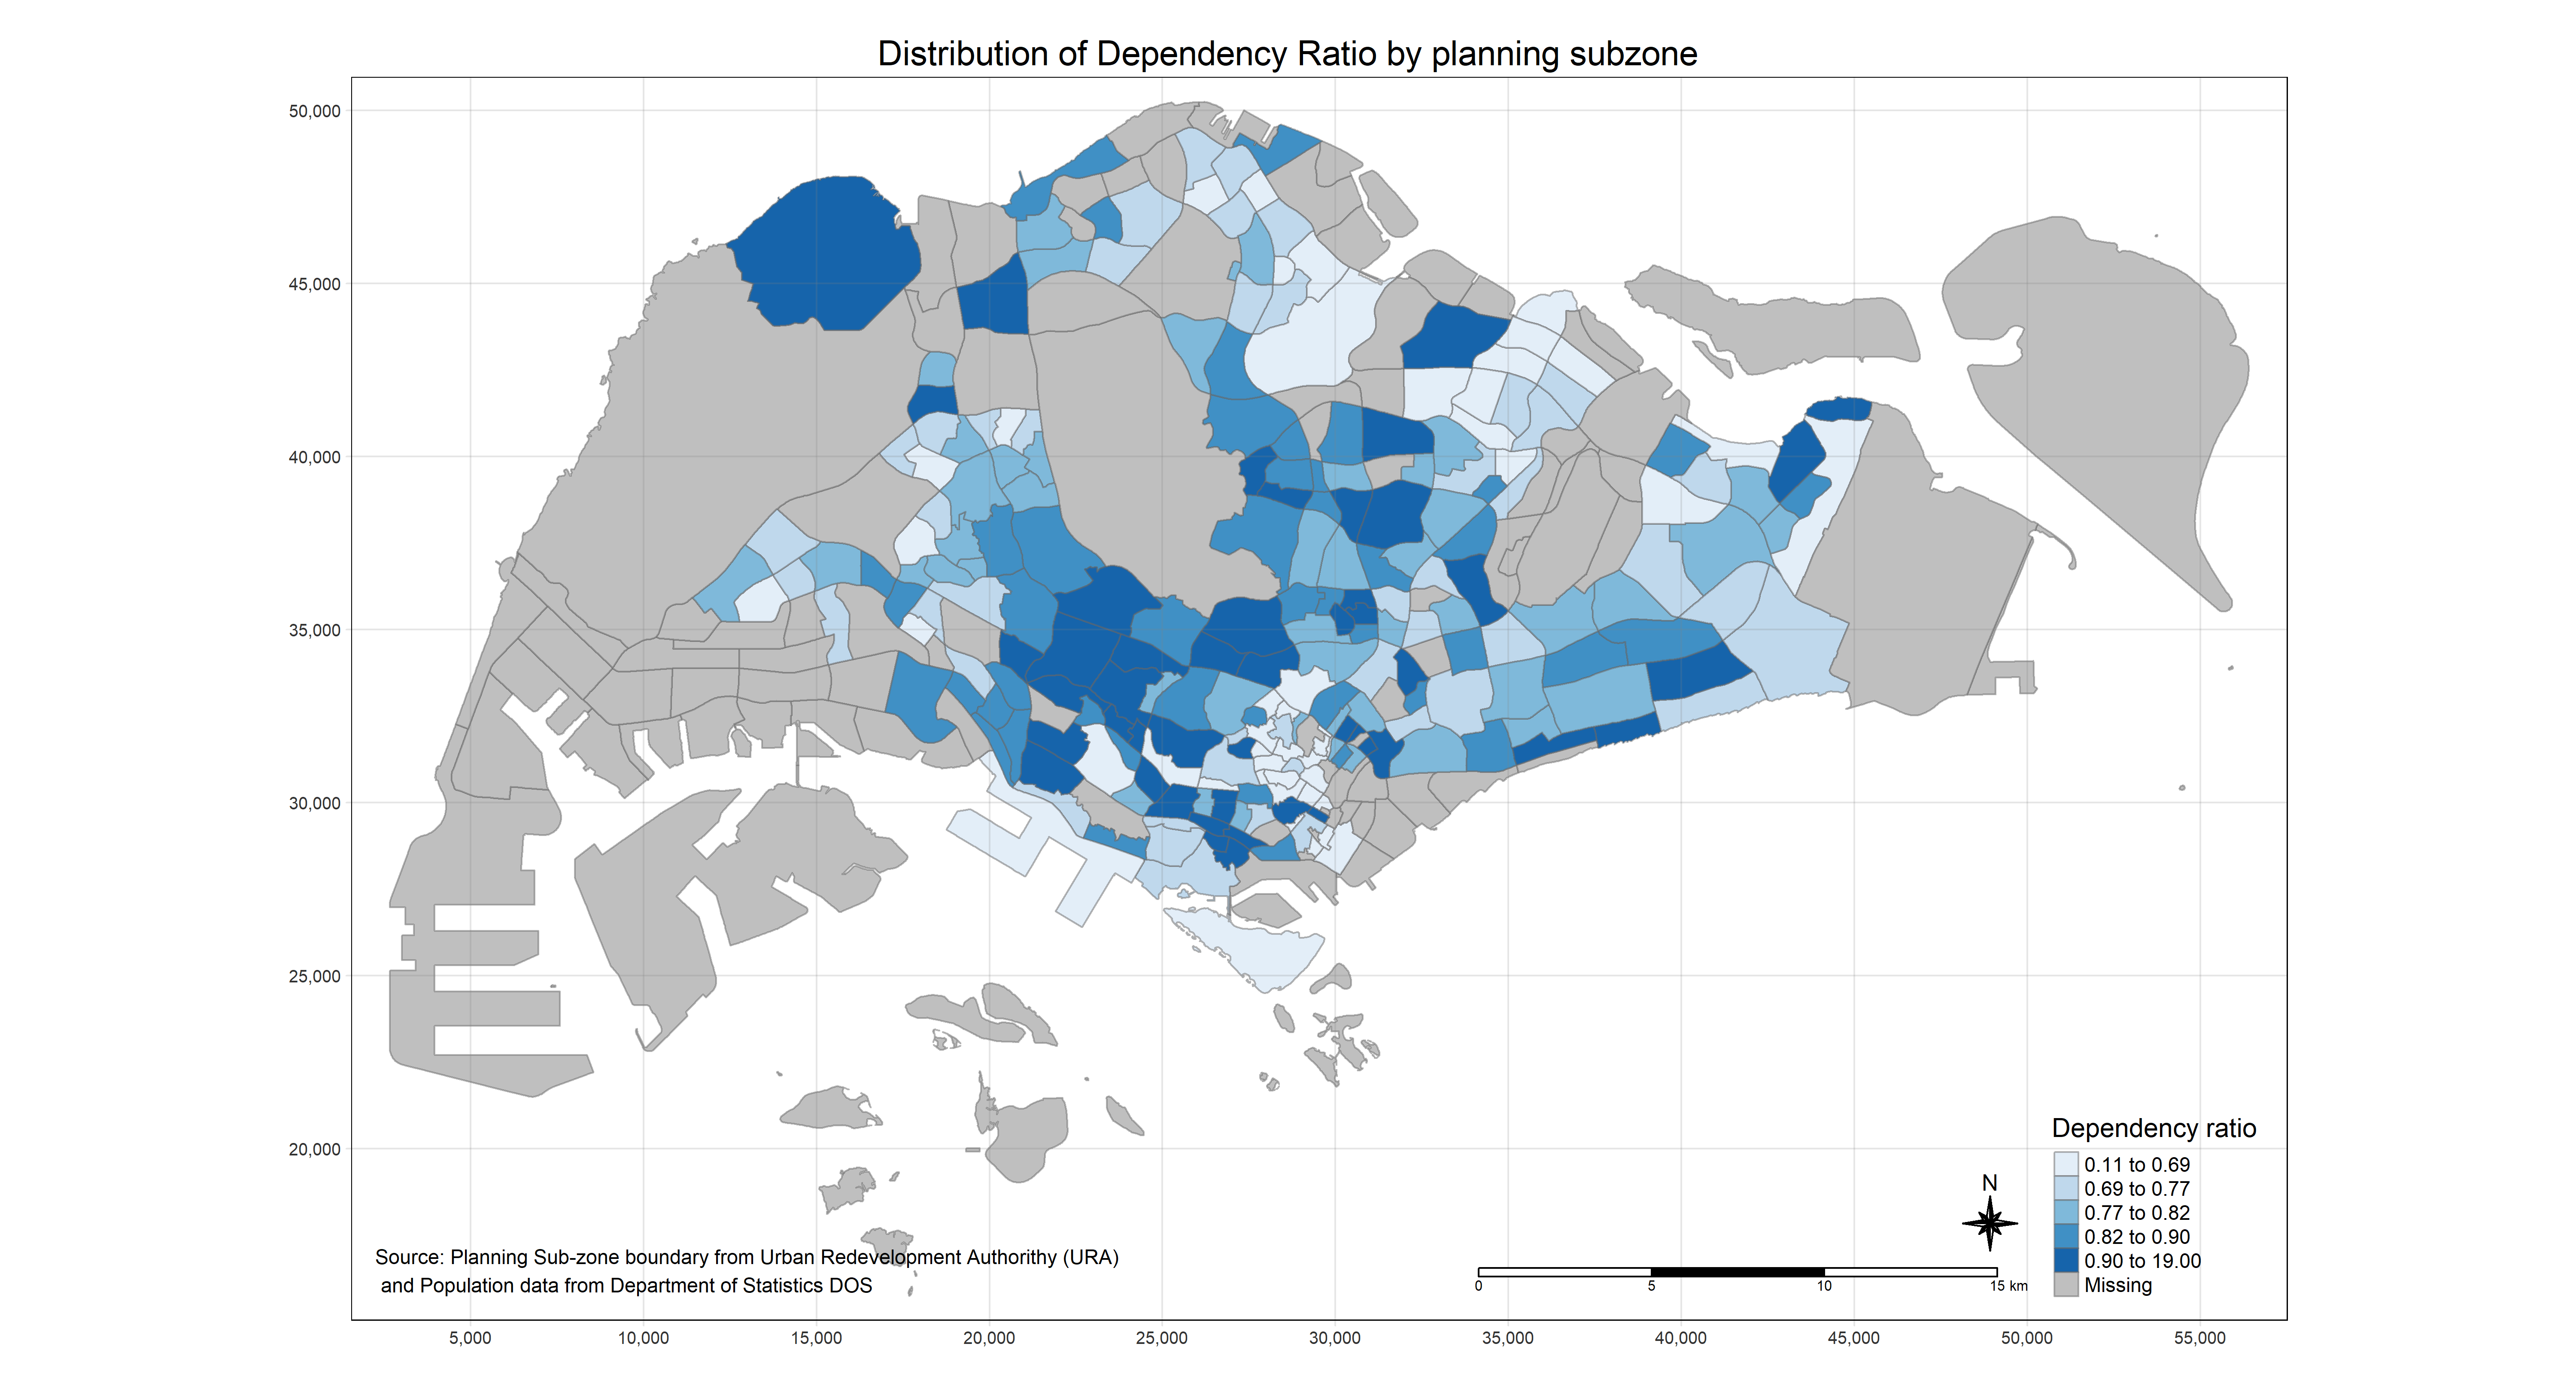 Distribution of Dependency Ratio by planning subzone
50,000
45,000
40,000
35,000
30,000
25,000
20,000
5,000 10,000 15,000 20,000 25,000 30,000 35,000 40,000 45,000 50,000 55,000
Source: Planning Sub-zone boundary from Urban Redevelopment Authorithy (URA)
and Population data from Department of Statistics DOS
0 5 10 15 km
N
Dependency ratio
0.11 to 0.69
0.69 to 0.77
0.77 to 0.82
0.82 to 0.90
0.90 to 19.00
Missing